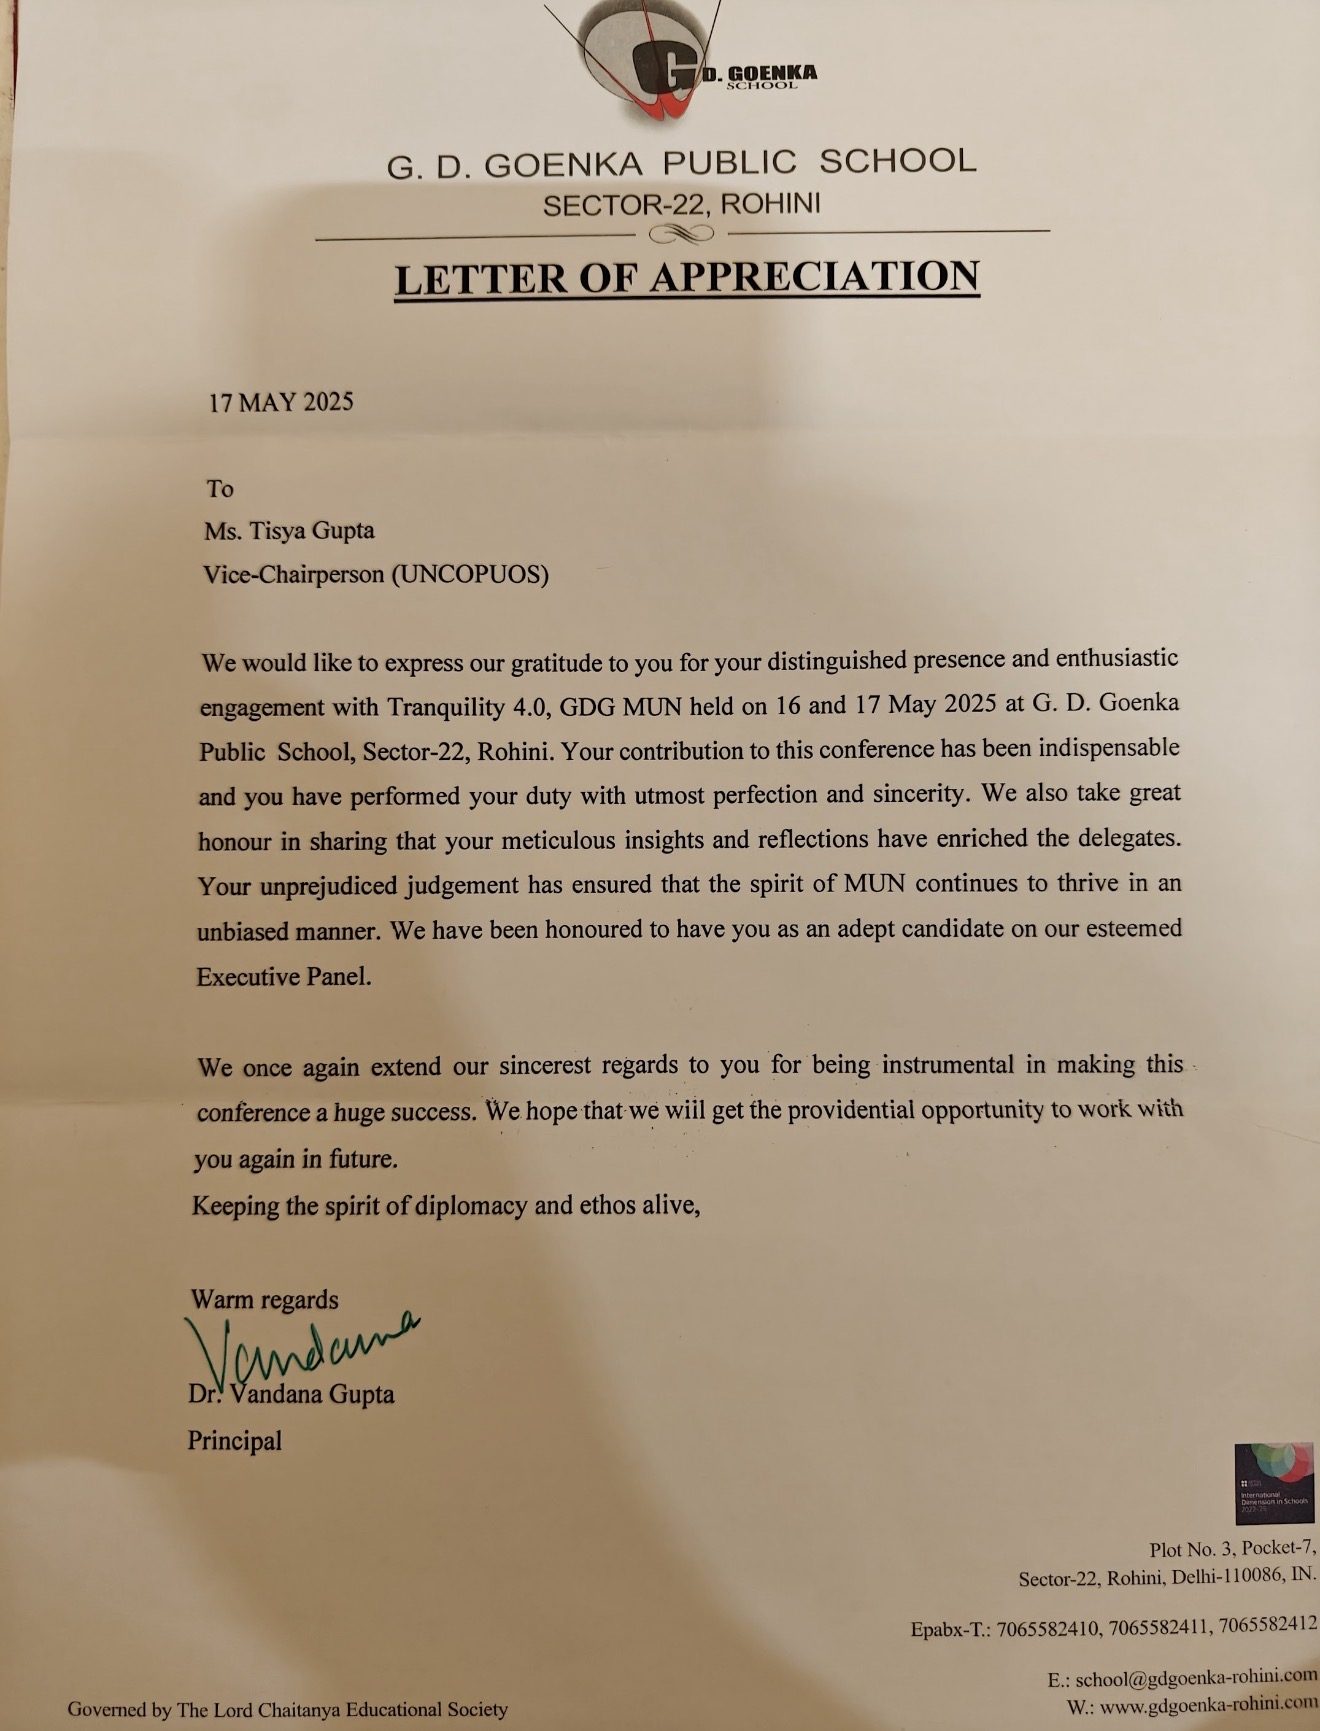 G D. GOENKA
SCHOOL
G. D. GOENKA PUBLIC SCHOOL
SECTOR-22, ROHINI
LETTER OF APPRECIATION
17 MAY 2025
To
Ms. Tisya Gupta
Vice-Chairperson (UNCOPUOS)
We would like to express our gratitude to you for your distinguished presence and enthusiastic
engagement with Tranquility 4.0, GDG MUN held on 16 and 17 May 2025 at G. D. Goenka
Public School, Sector-22, Rohini. Your contribution to this conference has been indispensable
and you have performed your duty with utmost perfection and sincerity. We also take great
honour in sharing that your meticulous insights and reflections have enriched the delegates.
Your unprejudiced judgement has ensured that the spirit of MUN continues to thrive in an
unbiased manner. We have been honoured to have you as an adept candidate on our esteemed
Executive Panel.
We once again extend our sincerest regards to you for being instrumental in making this
conference a huge success. We hope that we will get the providential opportunity to work with
you again in future.
Keeping the spirit of diplomacy and ethos alive,
Warm regards
Vandana
Dr. Vandana Gupta
Principal
International
Dimension in Schools
Plot No. 3, Pocket-7,
Sector-22, Rohini, Delhi-110086, IN.
Epabx-T.: 7065582410, 7065582411, 7065582412
E.: school@gdgoenka-rohini.com
W.: www.gdgoenka-rohini.com
Governed by The Lord Chaitanya Educational Society